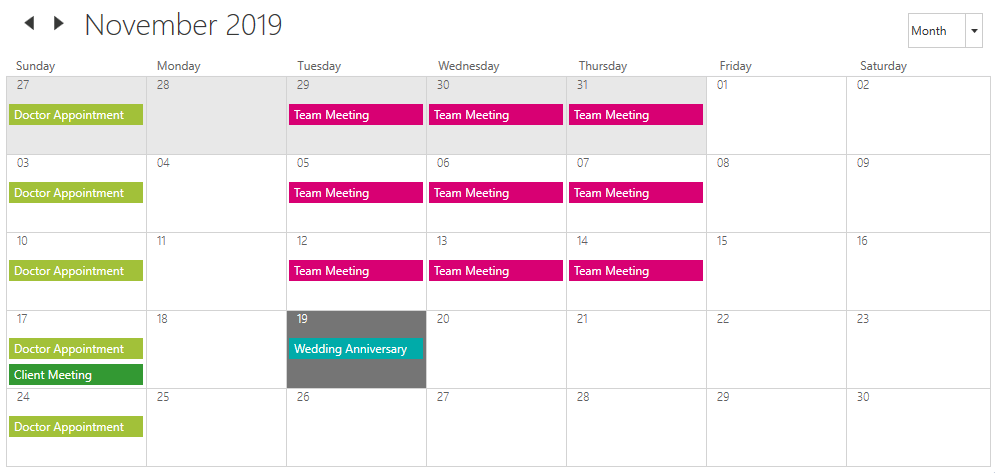 November 2019
Month
Sunday Monday Tuesday Wednesday Thursday Friday Saturday
27 28 29 30 31 01 02
Doctor Appointment Team Meeting Team Meeting Team Meeting
03 04 05 06 07 08 09
Doctor Appointment Team Meeting Team Meeting Team Meeting
10 11 12 13 14 15 16
Doctor Appointment Team Meeting Team Meeting Team Meeting
17 18 19 20 21 22 23
Doctor Appointment Wedding Anniversary
Client Meeting
24 25 26 27 28 29 30
Doctor Appointment